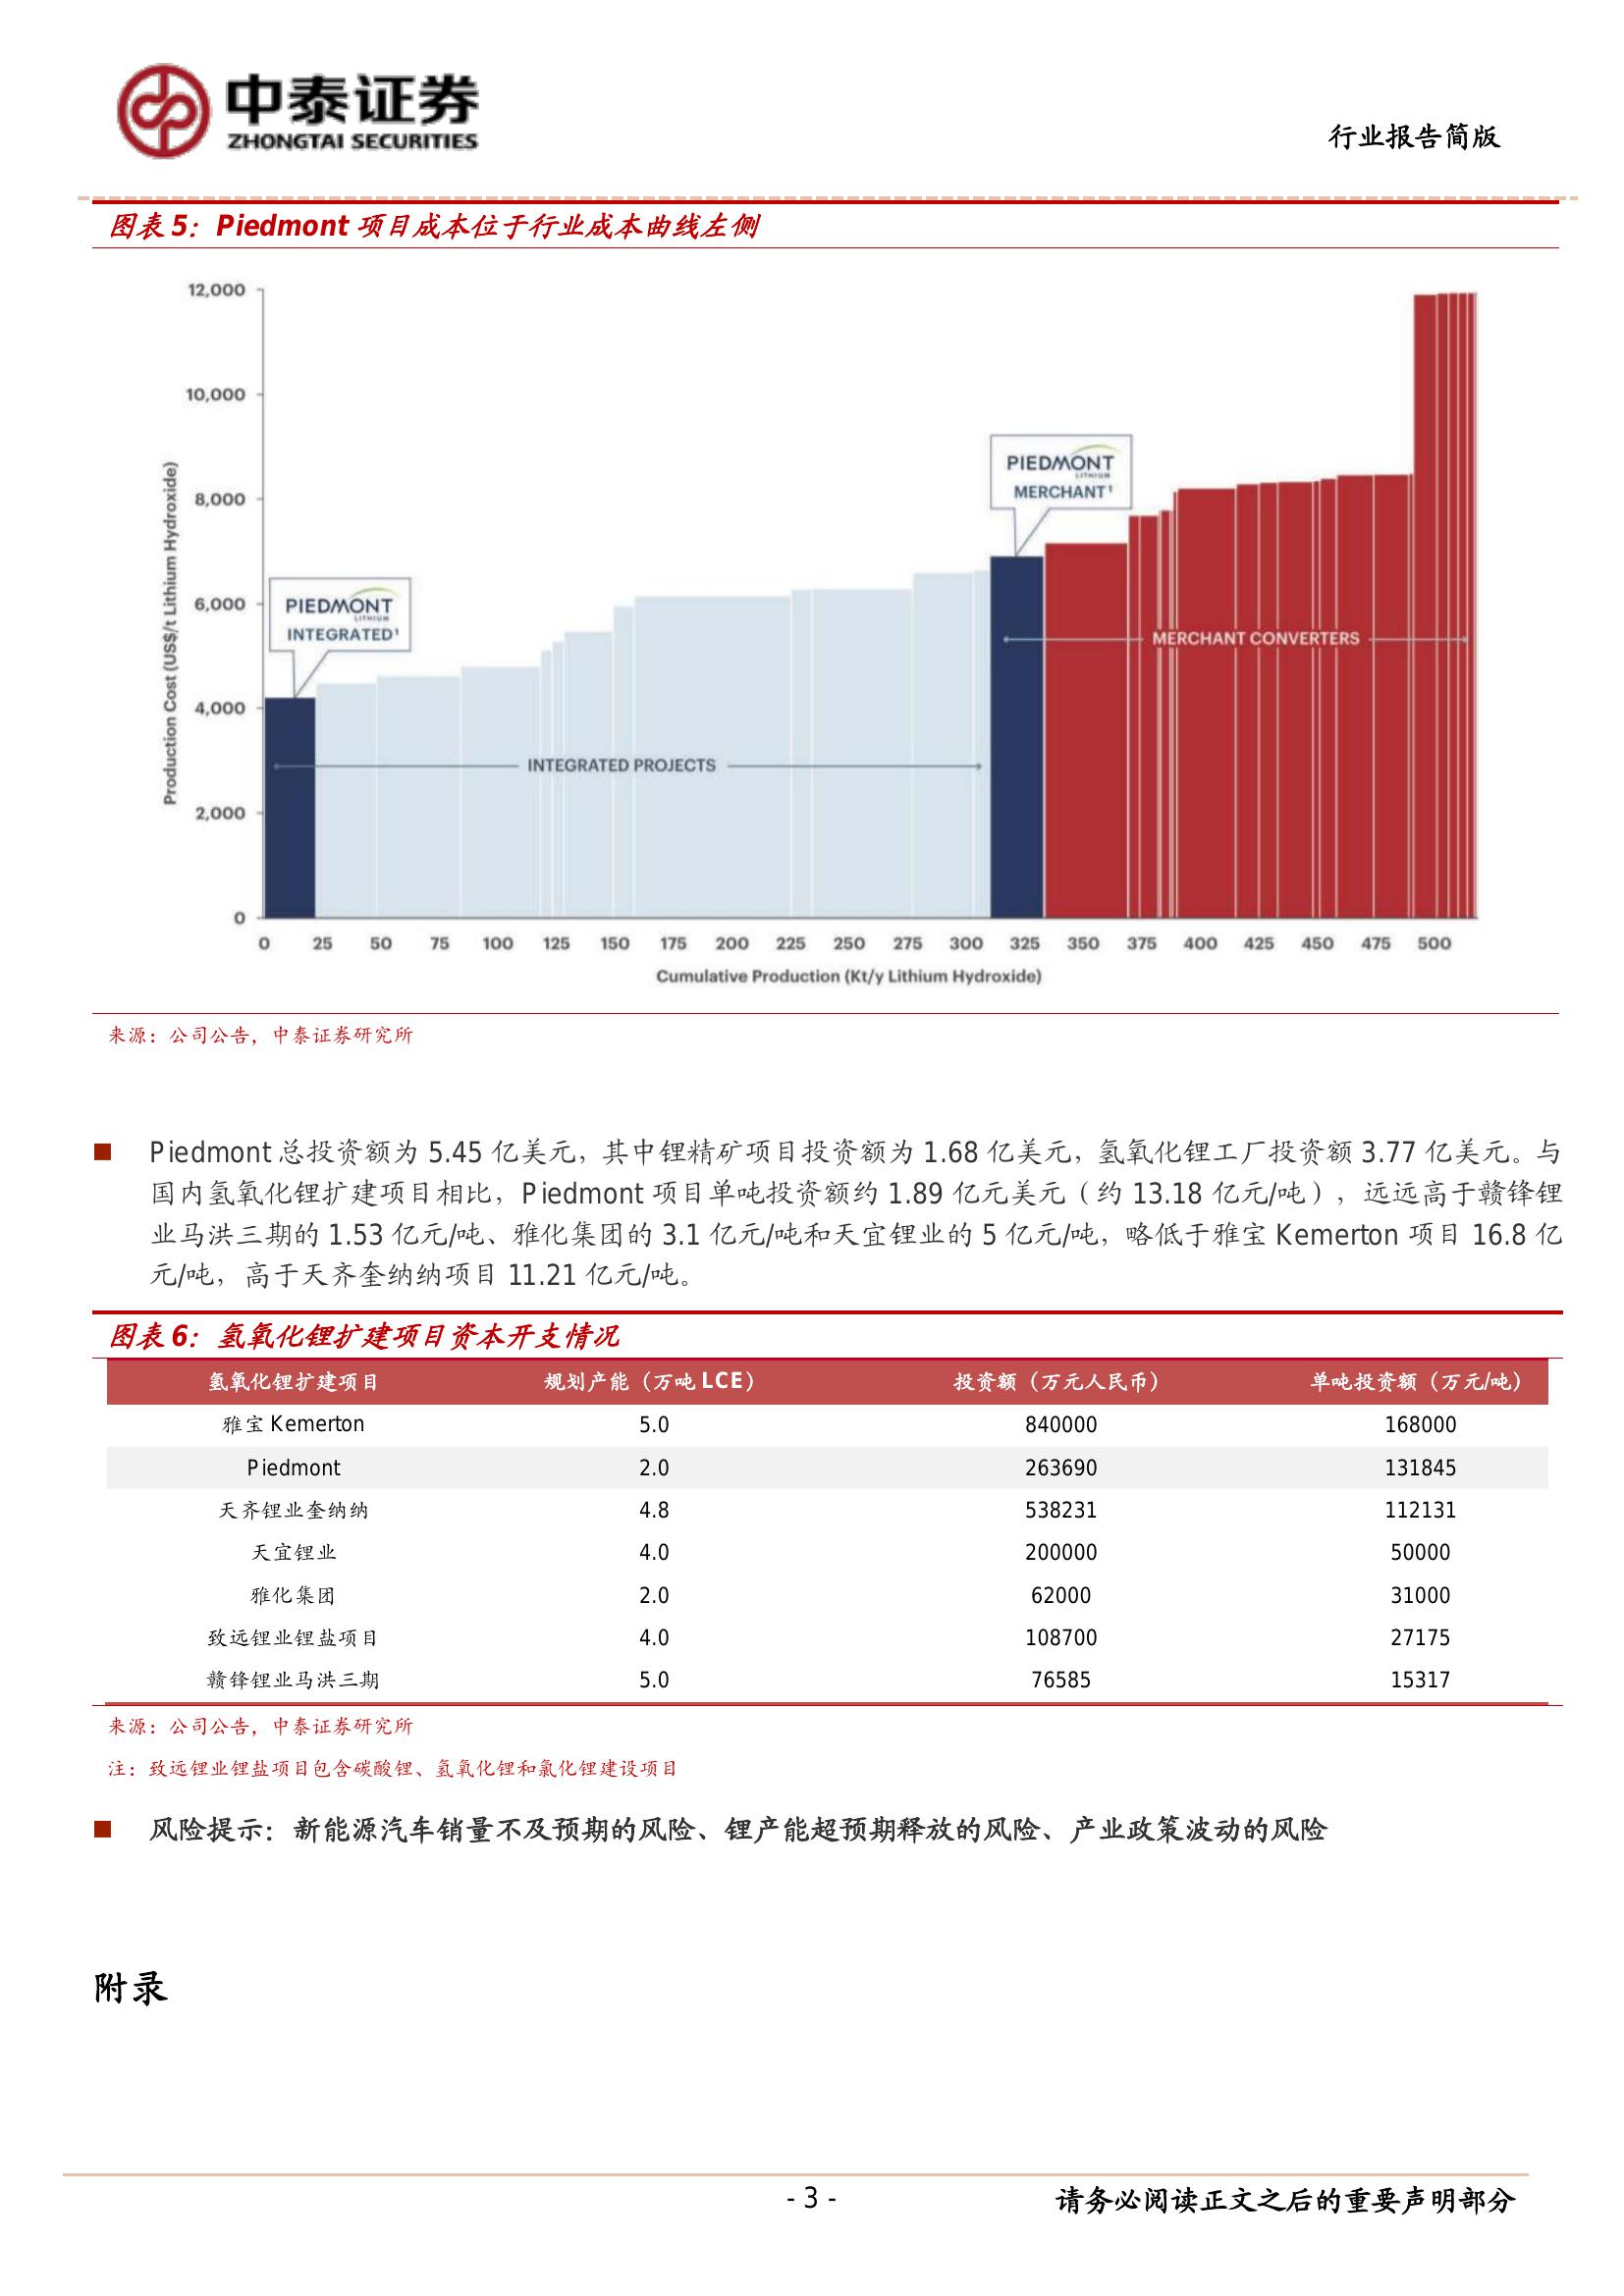 中泰证券
ZHONGTAI SECURITIES
行业报告简版
图表 5：Piedmont 项目成本位于行业成本曲线左侧
12,000
10,000
8,000
6,000
4,000
2,000
0
Production Cost (US$/t Lithium Hydroxide)
PIEDMONT
LITHIUM
INTEGRATED¹
PIEDMONT
LITHIUM
MERCHANT¹
INTEGRATED PROJECTS
MERCHANT CONVERTERS
0 25 50 75 100 125 150 175 200 225 250 275 300 325 350 375 400 425 450 475 500
Cumulative Production (Kt/y Lithium Hydroxide)
来源：公司公告，中泰证券研究所
■ Piedmont 总投资额为 5.45 亿美元，其中锂精矿项目投资额为 1.68 亿美元，氢氧化锂工厂投资额 3.77 亿美元。与
国内氢氧化锂扩建项目相比，Piedmont 项目单吨投资额约 1.89 亿元美元（约 13.18 亿元/吨），远远高于赣锋锂
业马洪三期的 1.53 亿元/吨、雅化集团的 3.1 亿元/吨和天宜锂业的 5 亿元/吨，略低于雅宝 Kemerton 项目 16.8 亿
元/吨，高于天齐奎纳纳项目 11.21 亿元/吨。
图表 6：氢氧化锂扩建项目资本开支情况
氢氧化锂扩建项目 规划产能（万吨 LCE） 投资额（万元人民币） 单吨投资额（万元/吨）
雅宝 Kemerton 5.0 840000 168000
Piedmont 2.0 263690 131845
天齐锂业奎纳纳 4.8 538231 112131
天宜锂业 4.0 200000 50000
雅化集团 2.0 62000 31000
致远锂业锂盐项目 4.0 108700 27175
赣锋锂业马洪三期 5.0 76585 15317
来源：公司公告，中泰证券研究所
注：致远锂业锂盐项目包含碳酸锂、氢氧化锂和氯化锂建设项目
■ 风险提示：新能源汽车销量不及预期的风险、锂产能超预期释放的风险、产业政策波动的风险
附录
- 3 -
请务必阅读正文之后的重要声明部分